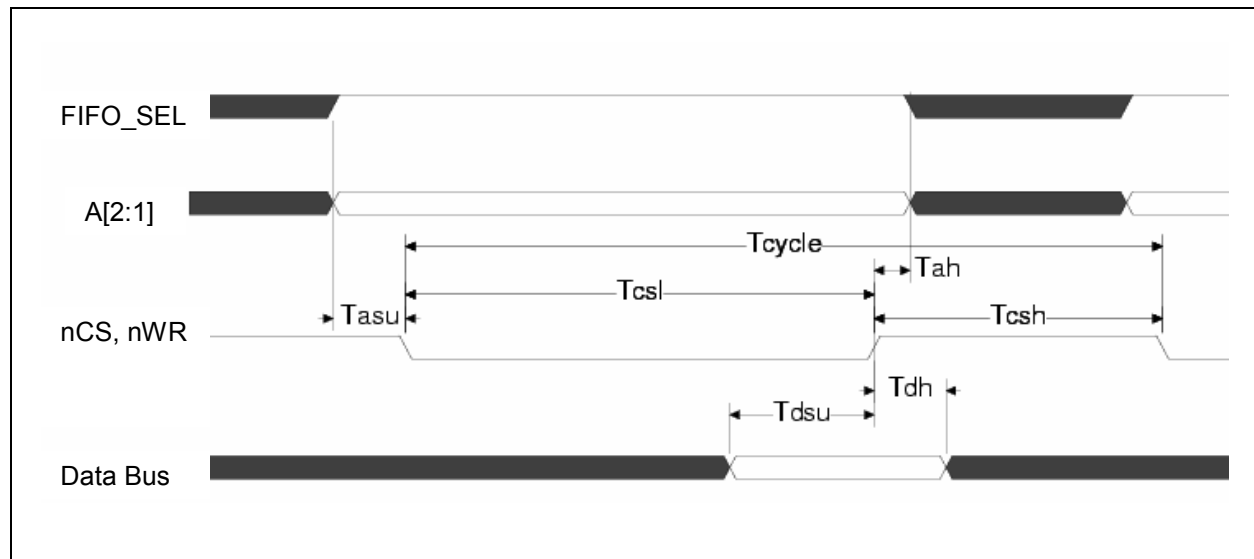 FIFO_SEL
A[2:1]
Tcycle
Tah
Tcsl
Tasu
Tcsh
nCS, nWR
Tdh
Tdsu
Data Bus